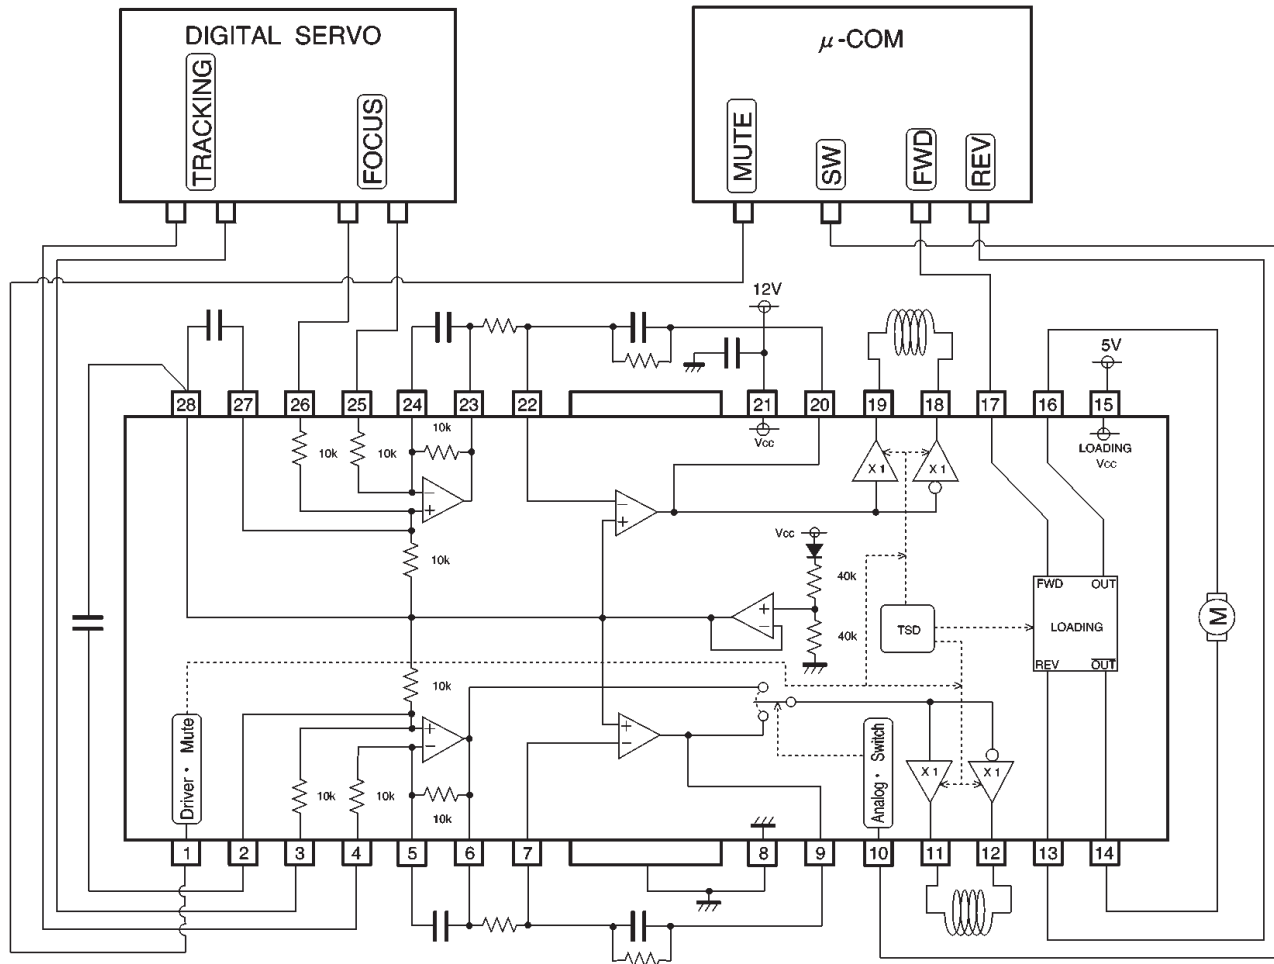 DIGITAL SERVO
μ-COM
TRACKING
FOCUS
MUTE
SW
FWD
REV
12V
5V
28
27
26
25
24
23
22
21
20
19
18
17
16
15
10k
Vcc
LOADING
Vcc
10k
10k
X 1
X 1
10k
Vcc
40k
40k
FWD
OUT
TSD
LOADING
M
REV
OUT
10k
Driver・Mute
Analog・Switch
10k
10k
10k
X 1
X 1
1
2
3
4
5
6
7
8
9
10
11
12
13
14